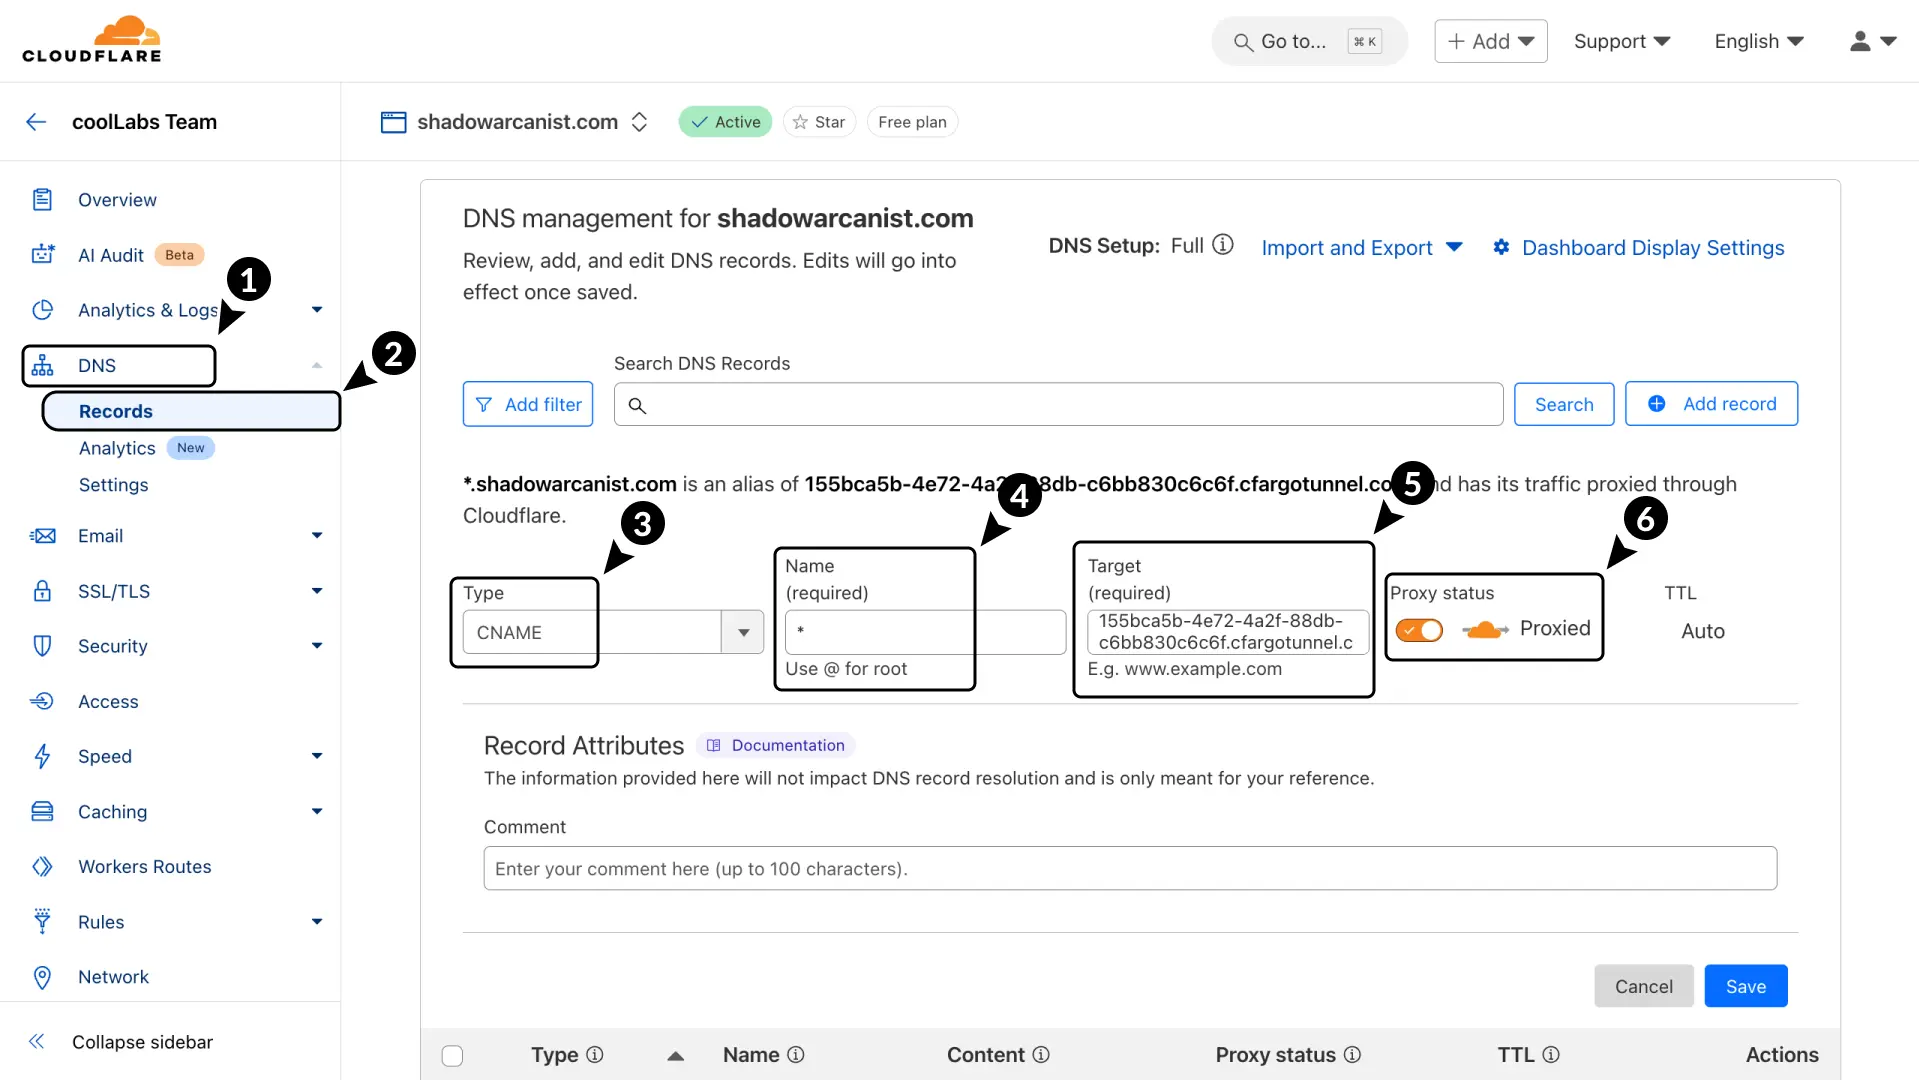 CLOUDFLARE
Go to...
⌘ K
Add
Support
English
coolLabs Team
shadowarcanist.com
Active
Star
Free plan
Overview
AI Audit Beta
Analytics & Logs
DNS
Records
Analytics New
Settings
Email
SSL/TLS
Security
Access
Speed
Caching
Workers Routes
Rules
Network
Collapse sidebar
1
2
DNS management for shadowarcanist.com
Review, add, and edit DNS records. Edits will go into
effect once saved.
DNS Setup: Full
Import and Export
Dashboard Display Settings
Search DNS Records
Add filter
Search
Add record
*.shadowarcanist.com is an alias of 155bca5b-4e72-4a2 8db-c6bb830c6c6f.cfargotunnel.co nd has its traffic proxied through
Cloudflare.
3
4
5
6
Type
CNAME
Name
(required)
*
Use @ for root
Target
(required)
155bca5b-4e72-4a2f-88db-
c6bb830c6c6f.cfargotunnel.c
E.g. www.example.com
Proxy status
Proxied
TTL
Auto
Record Attributes
Documentation
The information provided here will not impact DNS record resolution and is only meant for your reference.
Comment
Enter your comment here (up to 100 characters).
Cancel
Save
Type
Name
Content
Proxy status
TTL
Actions